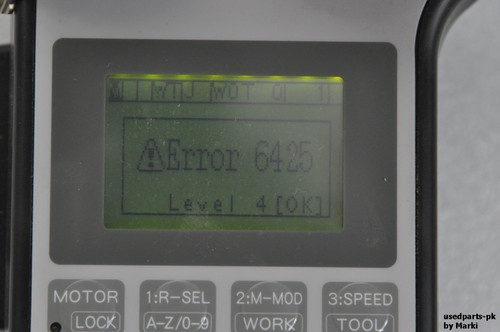 Error 6425
Level 4[OK]
MOTOR 1:R-SEL 2:M-MOD 3:SPEED
LOCK A-Z/0-9 WORK TOOL
usedparts-pk
by Marki